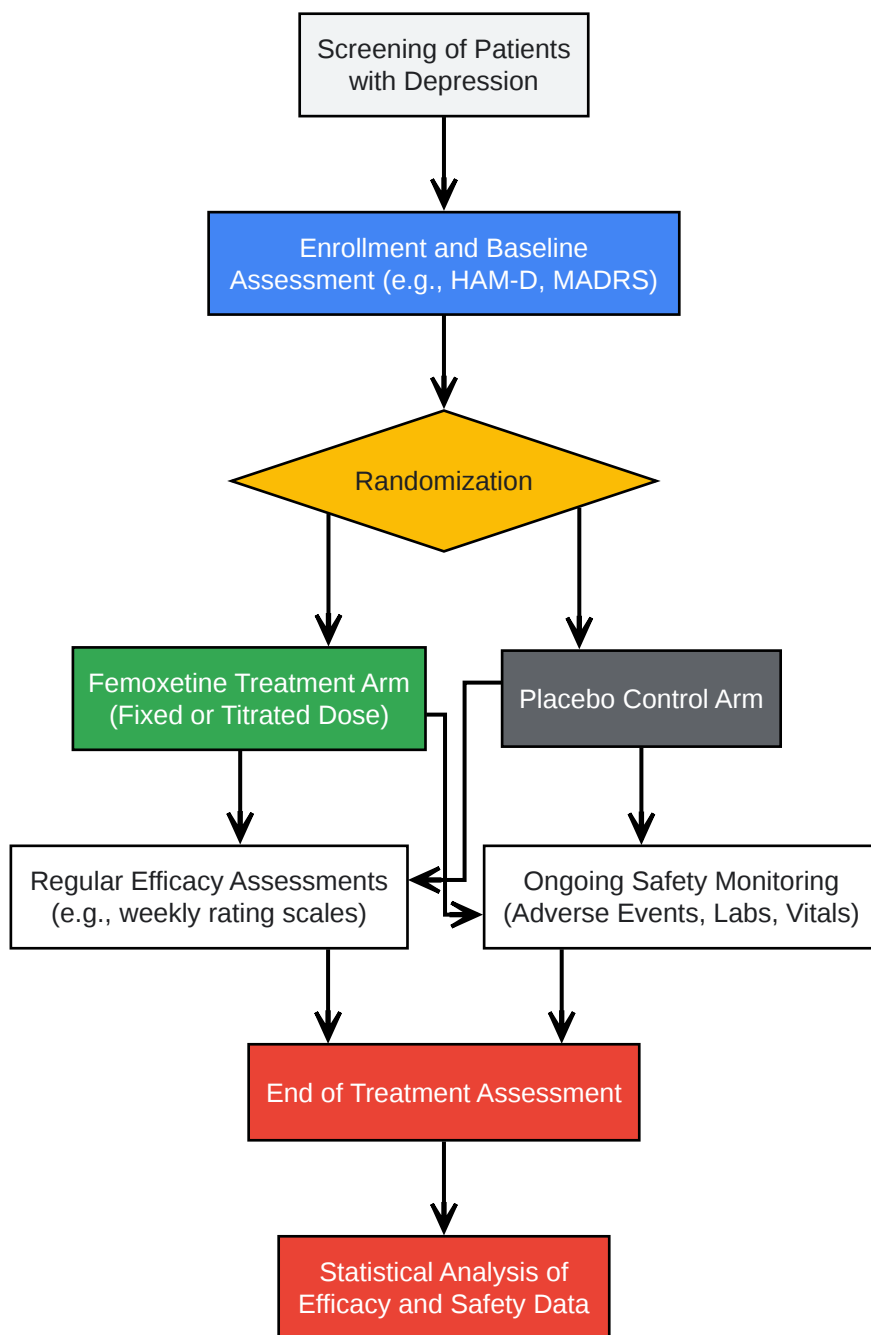 Screening of Patients
with Depression
Enrollment and Baseline
Assessment (e.g., HAM-D, MADRS)
Randomization
Femoxetine Treatment Arm
(Fixed or Titrated Dose)
Placebo Control Arm
Regular Efficacy Assessments
(e.g., weekly rating scales)
Ongoing Safety Monitoring
(Adverse Events, Labs, Vitals)
End of Treatment Assessment
Statistical Analysis of
Efficacy and Safety Data